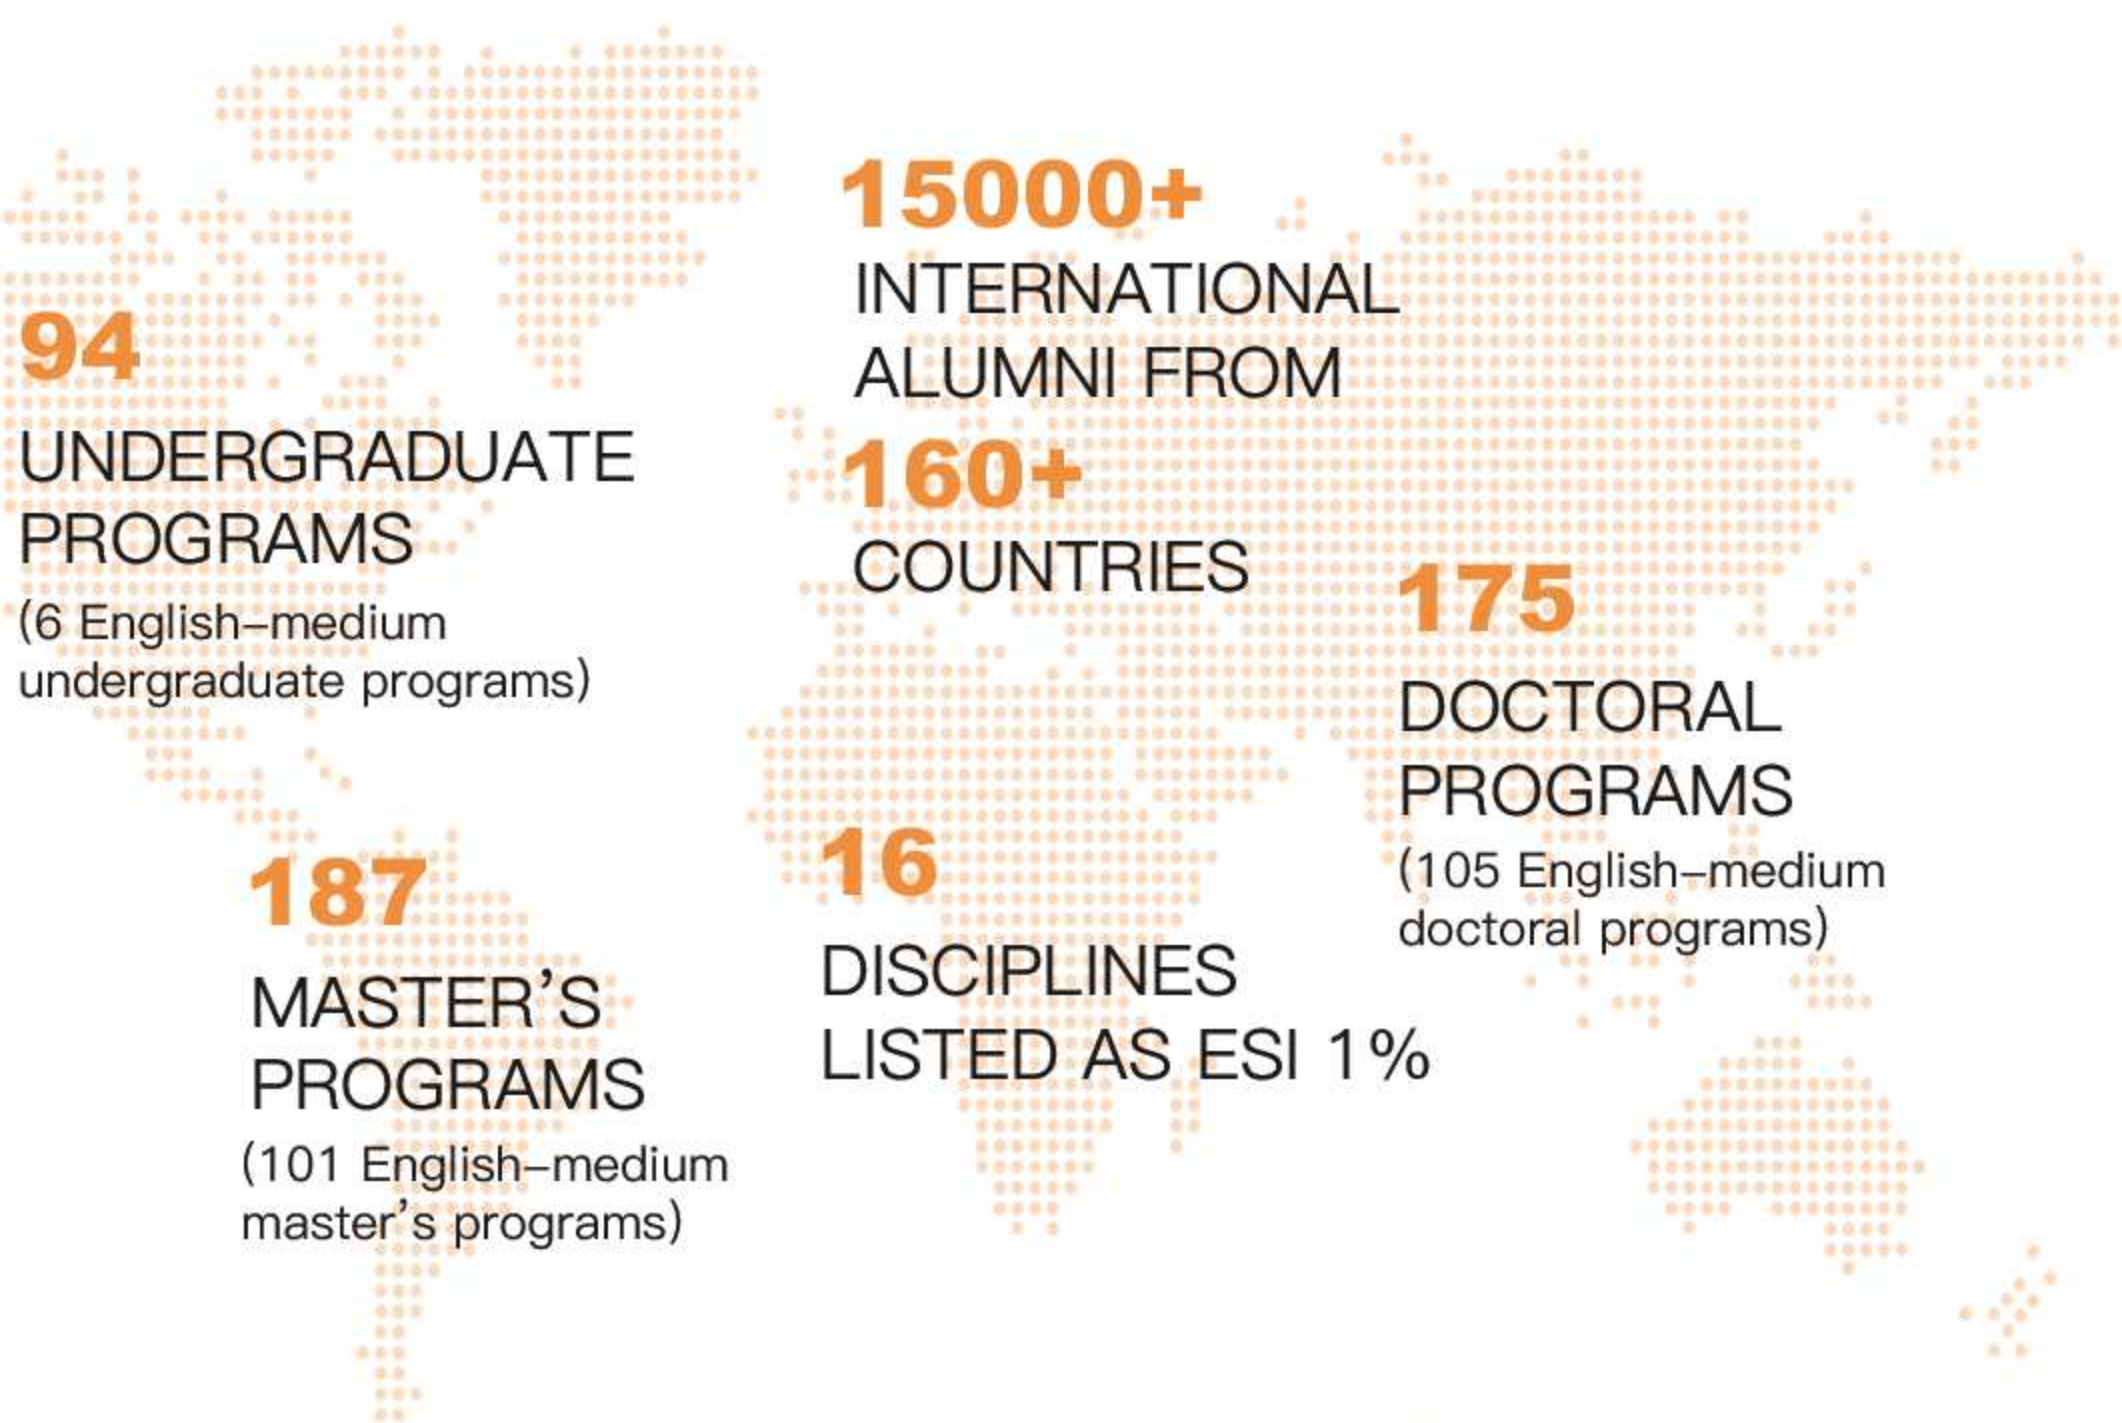 94
UNDERGRADUATE
PROGRAMS
(6 English–medium
undergraduate programs)
187
MASTER’S
PROGRAMS
(101 English–medium
master’s programs)
15000+
INTERNATIONAL
ALUMNI FROM
160+
COUNTRIES
16
DISCIPLINES
LISTED AS ESI 1%
175
DOCTORAL
PROGRAMS
(105 English–medium
doctoral programs)